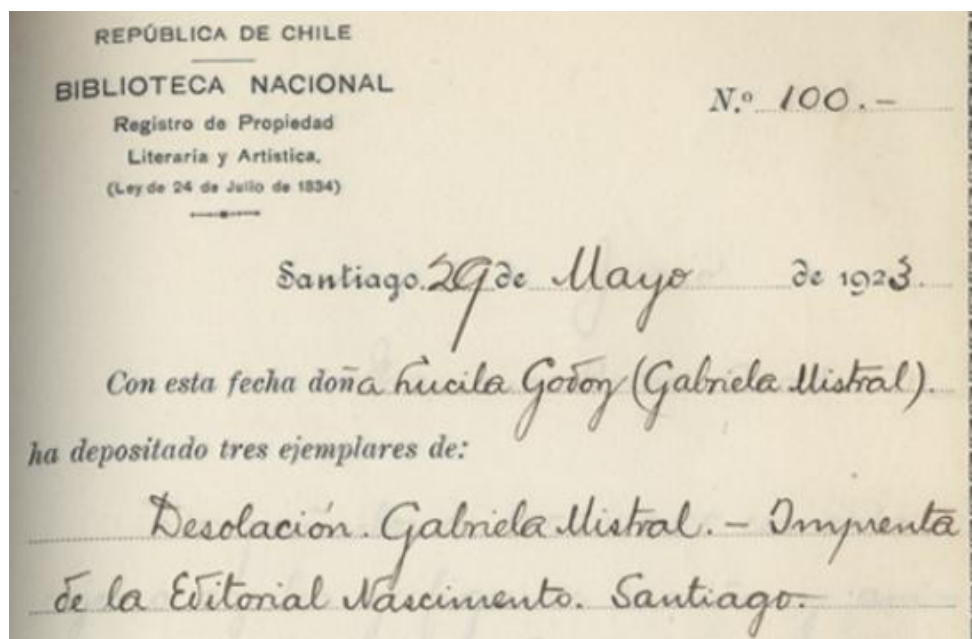 REPÚBLICA DE CHILE
BIBLIOTECA NACIONAL
Registro de Propiedad
Literaria y Artistica.
(Ley de 24 de Julio de 1834)
N.º 100.-
Santiago. 29 de Mayo de 1923.
Con esta fecha doña Lucila Godoy (Gabriela Mistral).
ha depositado tres ejemplares de:
Desolación. Gabriela Mistral. - Imprenta
de la Editorial Nascimento. Santiago.-